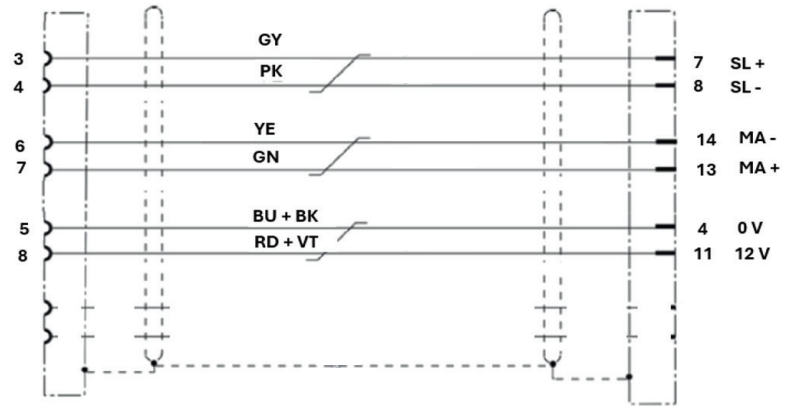 3 GY 7 SL +
4 PK 8 SL -
6 YE 14 MA -
7 GN 13 MA +
5 BU + BK 4 0 V
8 RD + VT 11 12 V